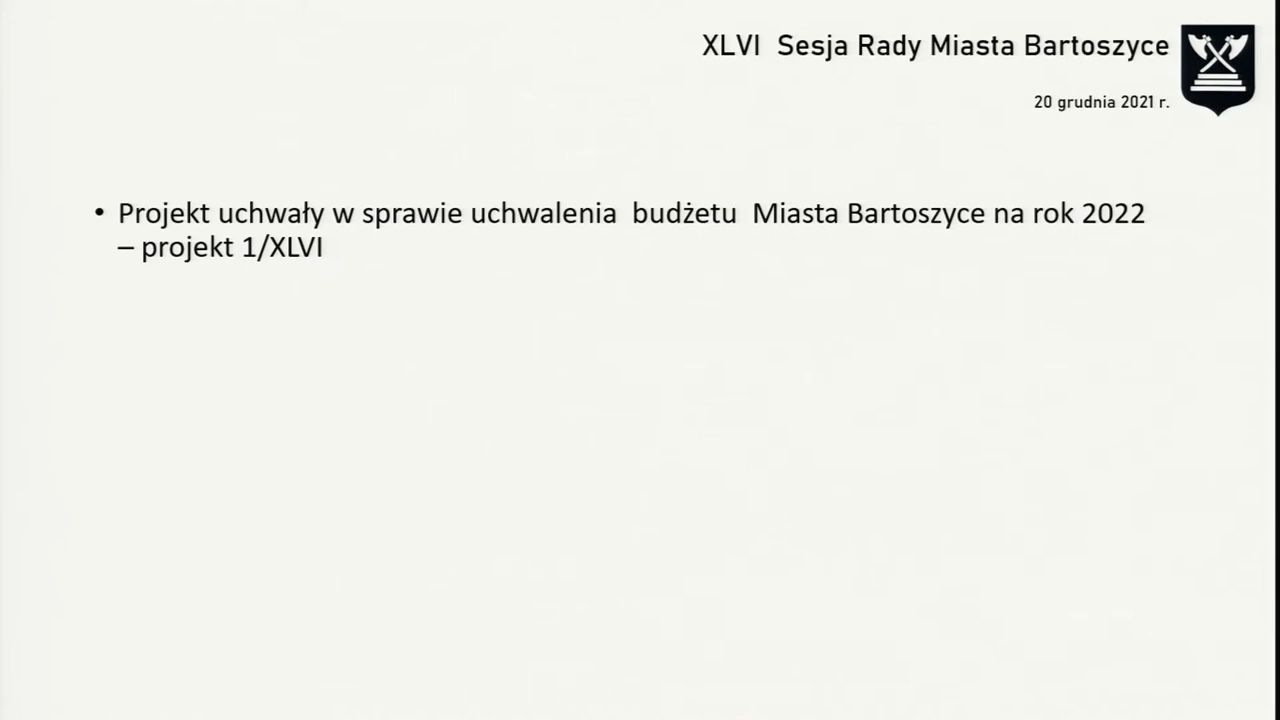 XLVI Sesja Rady Miasta Bartoszyce
20 grudnia 2021 r.
• Projekt uchwały w sprawie uchwalenia budżetu Miasta Bartoszyce na rok 2022
– projekt 1/XLVI